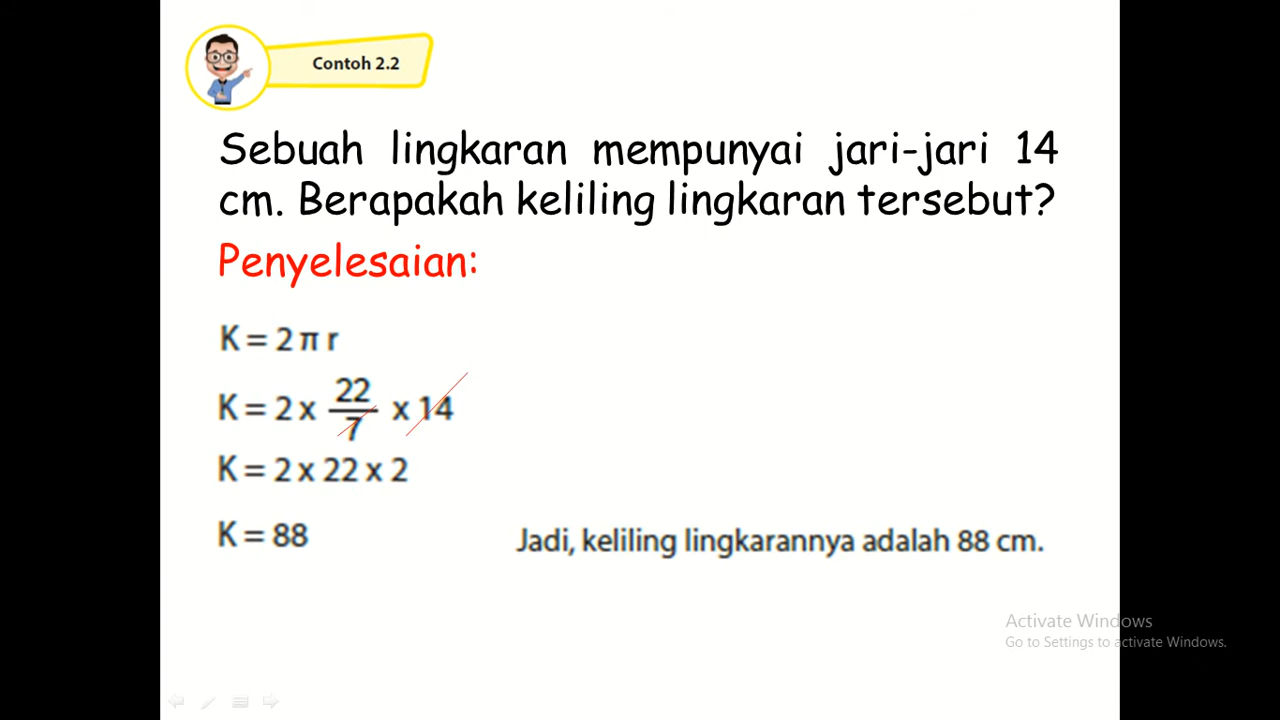 Contoh 2.2
Sebuah lingkaran mempunyai jari-jari 14
cm. Berapakah keliling lingkaran tersebut?
Penyelesaian:
K = 2 π r
K = 2 x 22/7 x 14
K = 2 x 22 x 2
K = 88
Jadi, keliling lingkarannya adalah 88 cm.
Activate Windows
Go to Settings to activate Windows.